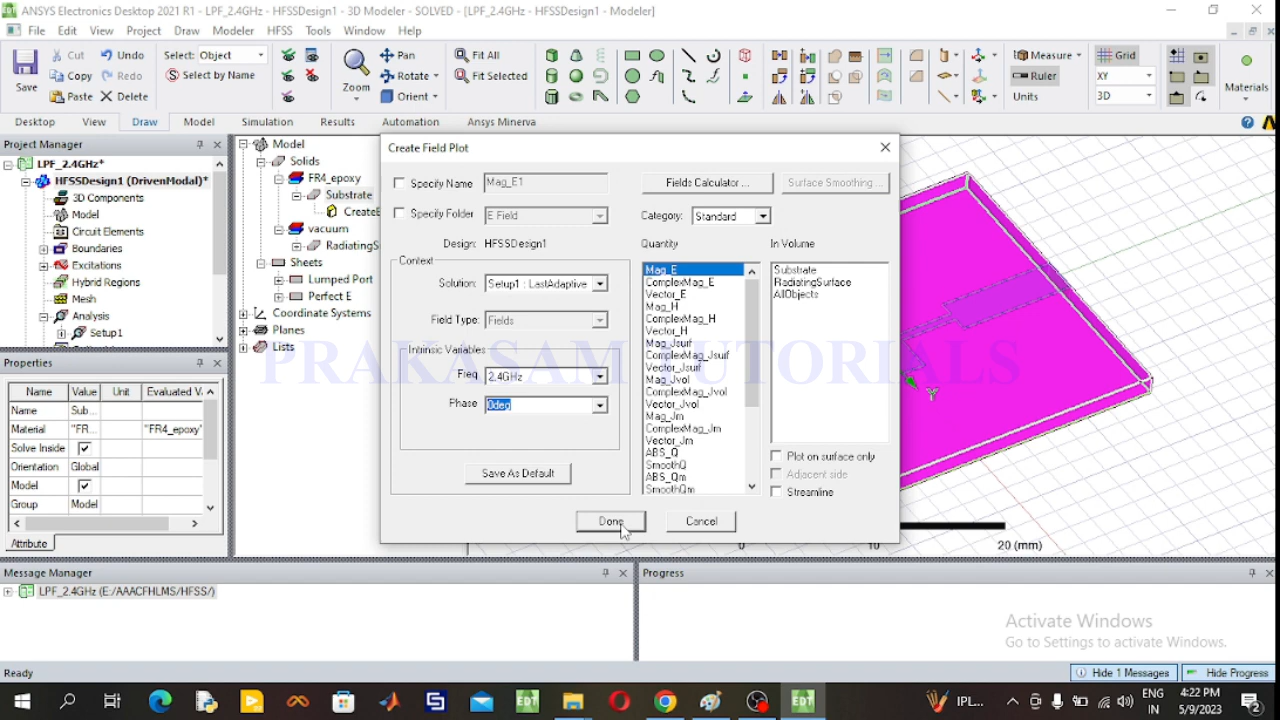 ANSYS Electronics Desktop 2021 R1 - LPF_2.4GHz - HFSSDesign1 - 3D Modeler - SOLVED - [LPF_2.4GHz - HFSSDesign1 - Modeler]
File Edit View Project Draw Modeler HFSS Tools Window Help
Save
Cut
Copy
Paste
Undo
Redo
Delete
Select: Object
Select by Name
Zoom
Pan
Rotate
Orient
Fit All
Fit Selected
Measure
Ruler
Units
Grid
XY
3D
Materials
Desktop View Draw Model Simulation Results Automation Ansys Minerva
Project Manager
LPF_2.4GHz*
HFSSDesign1 (DrivenModal)*
3D Components
Model
Circuit Elements
Boundaries
Excitations
Hybrid Regions
Mesh
Analysis
Setup1
Model
Solids
FR4_epoxy
Substrate
CreateE
vacuum
RadiatingS
Sheets
Lumped Port
Perfect E
Coordinate Systems
Planes
Lists
Properties
Name Value Unit Evaluated V
Name Sub...
Material "FR... "FR4_epoxy"
Solve Inside
Orientation Global
Model
Group Model
Attribute
Create Field Plot
Specify Name Mag_E1
Specify Folder E Field
Design: HFSSDesign1
Context
Solution: Setup1 : LastAdaptive
Field Type: Fields
Intrinsic Variables
Freq 2.4GHz
Phase 0deg
Save As Default
Fields Calculator ...
Surface Smoothing ...
Category: Standard
Quantity
Mag_E
ComplexMag_E
Vector_E
Mag_H
ComplexMag_H
Vector_H
Mag_Jsurf
ComplexMag_Jsurf
Vector_Jsurf
Mag_Jvol
ComplexMag_Jvol
Vector_Jvol
Mag_Jm
ComplexMag_Jm
Vector_Jm
ABS_Q
SmoothQ
ABS_Qm
SmoothQm
In Volume
Substrate
RadiatingSurface
AllObjects
Plot on surface only
Adjacent side
Streamline
Done
Cancel
PRAKASAM TUTORIALS
Y
0 10 20 (mm)
Message Manager
LPF_2.4GHz (E:/AAACFHLMS/HFSS/)
Progress
Activate Windows
Go to Settings to activate Windows.
Ready
Hide 1 Messages
Hide Progress
IPL...
ENG
IN
4:22 PM
5/9/2023
2